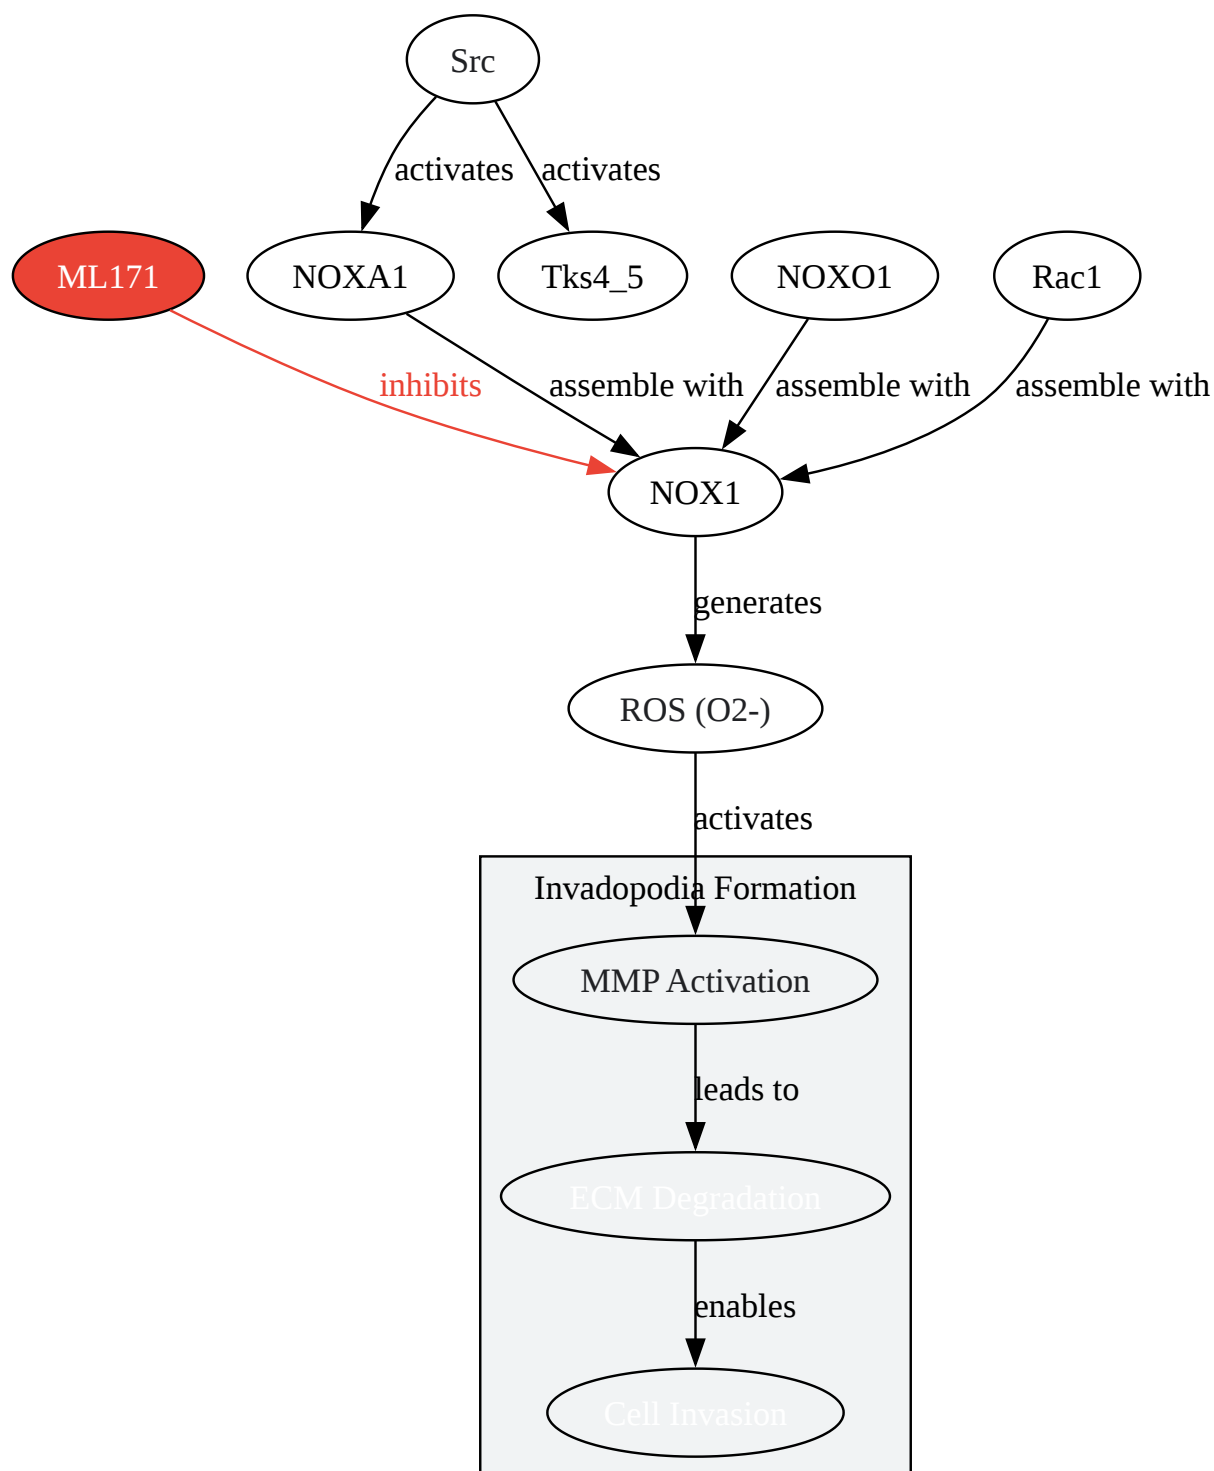 Src
activates
activates
ML171
NOXA1
Tks4_5
NOXO1
Rac1
inhibits
assemble with
assemble with
assemble with
NOX1
generates
ROS (O2-)
activates
Invadopodia Formation
MMP Activation
leads to
ECM Degradation
enables
Cell Invasion